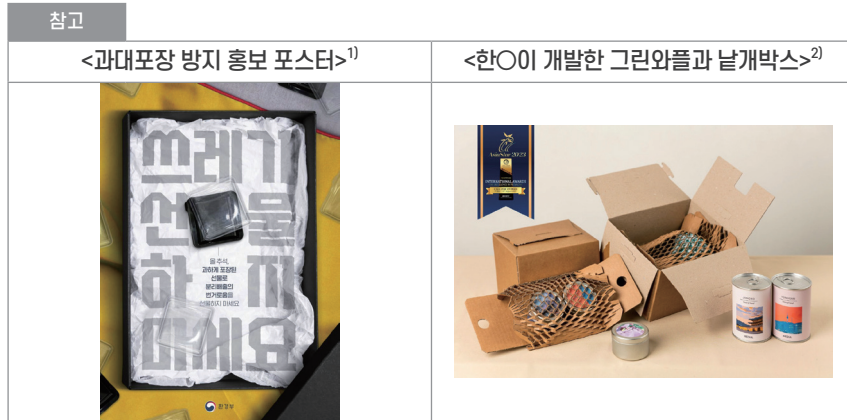 참고
<과대포장 방지 홍보 포스터>1)
<한○이 개발한 그린와플과 낱개박스>2)
쓰레기
선물
하지
마세요
올 추석,
과하게 포장된
선물로
분리배출의
번거로움을
선물하지 마세요
환경부
AsiaStar 2023